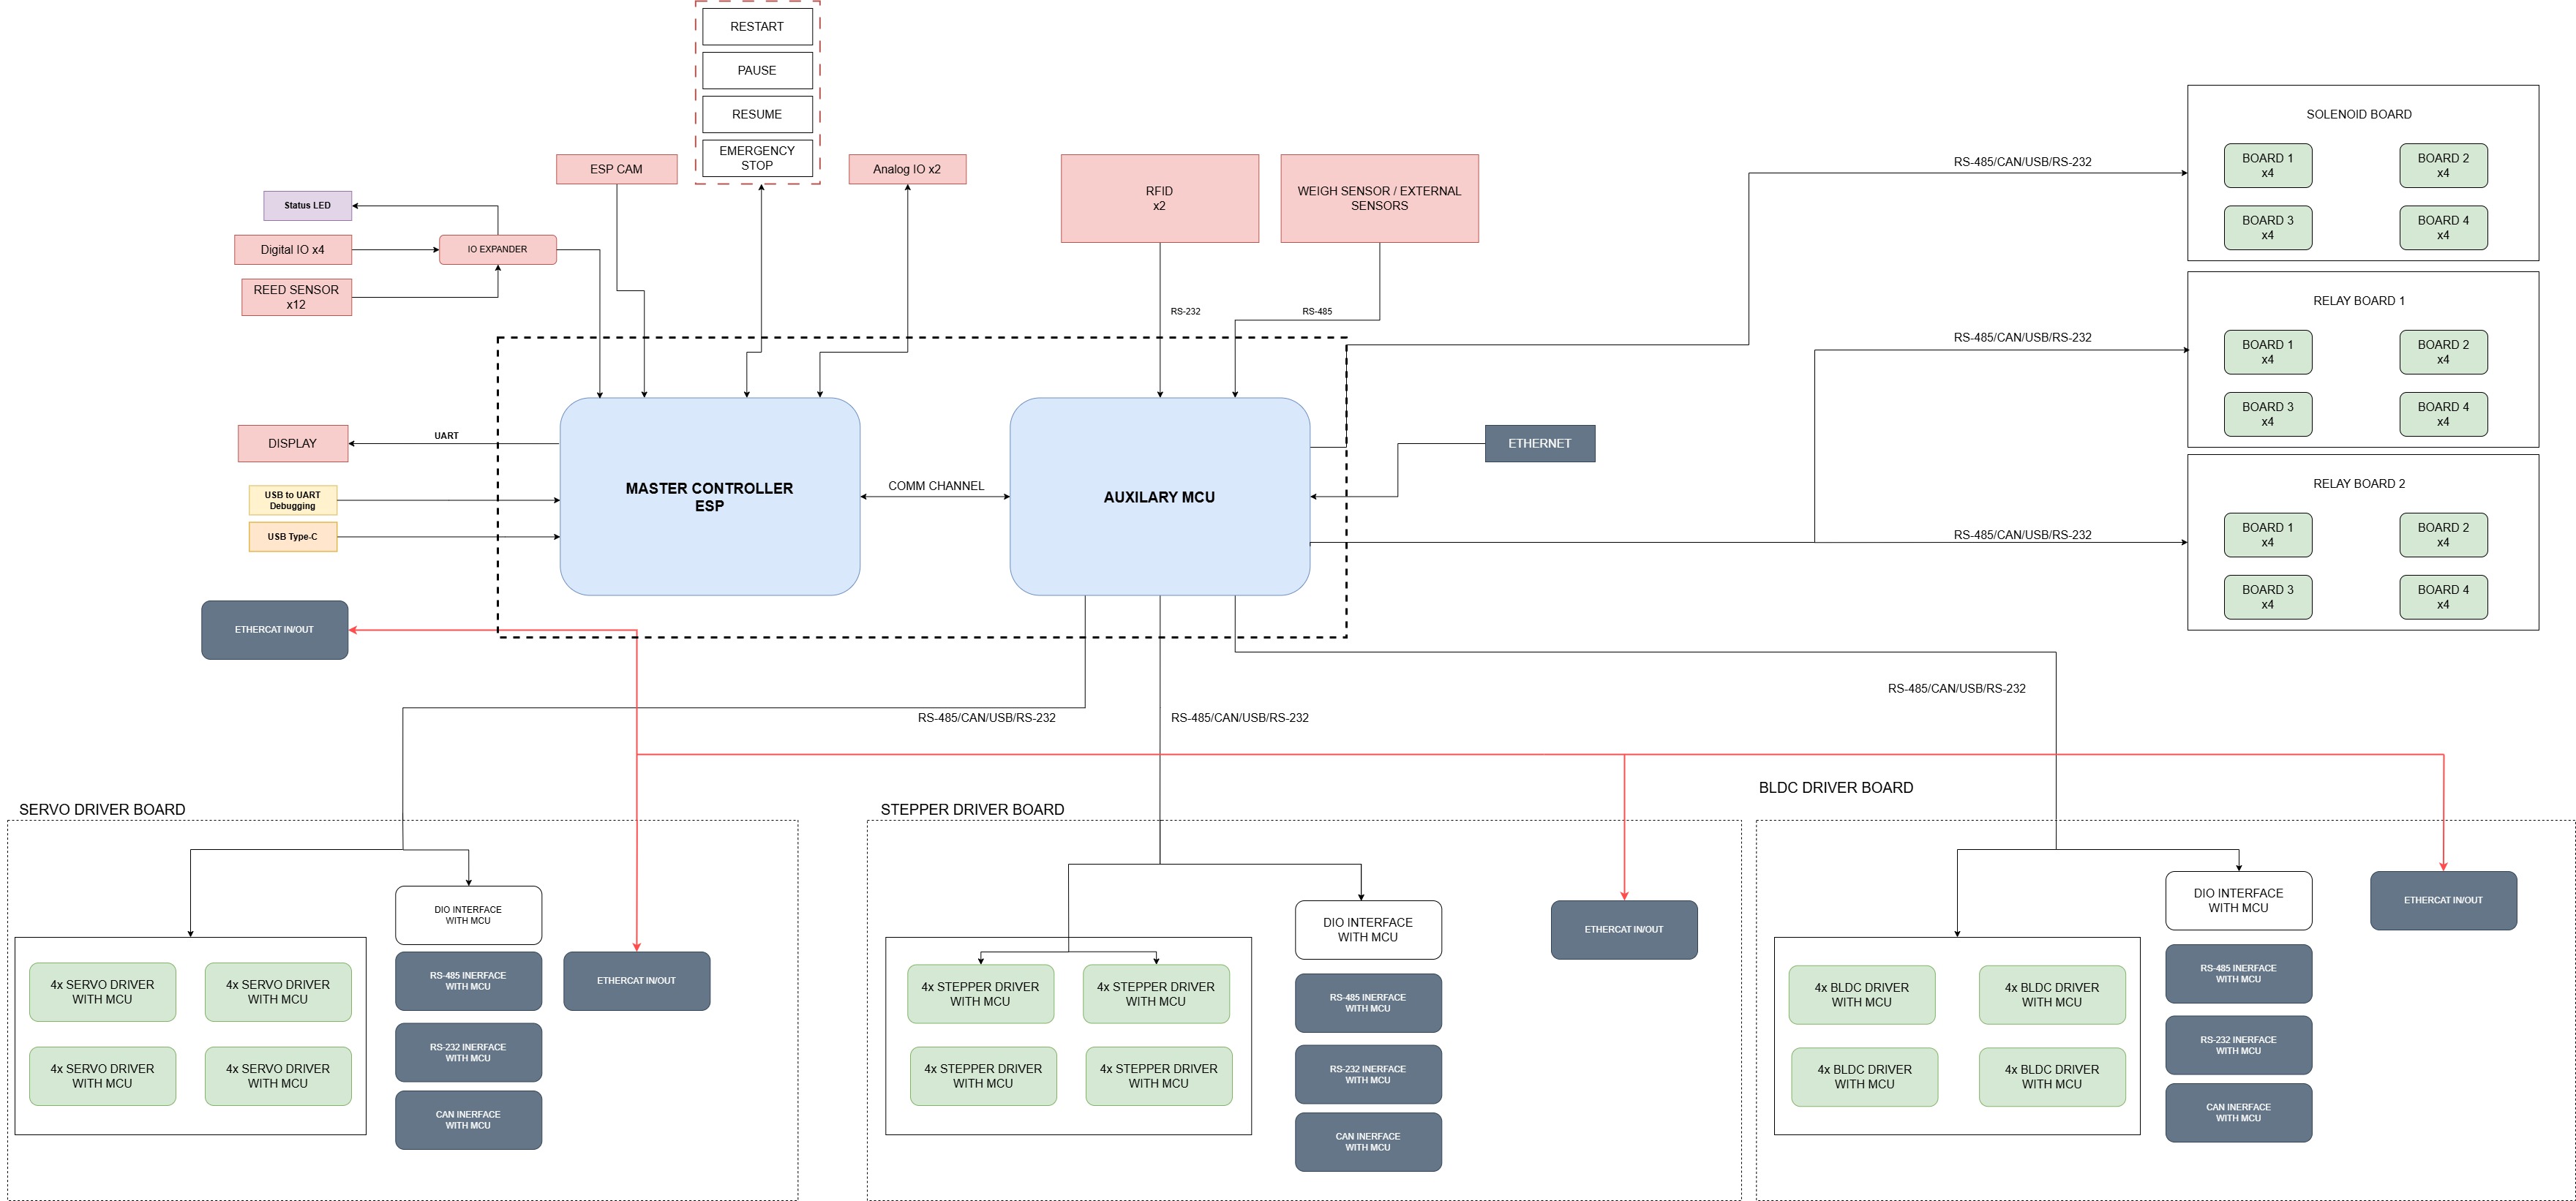 RESTART
PAUSE
RESUME
EMERGENCY
STOP
ESP CAM
Analog IO x2
RFID
x2
WEIGH SENSOR / EXTERNAL
SENSORS
Status LED
Digital IO x4
IO EXPANDER
REED SENSOR
x12
RS-232
RS-485
DISPLAY
UART
USB to UART
Debugging
USB Type-C
MASTER CONTROLLER
ESP
COMM CHANNEL
AUXILARY MCU
ETHERNET
RS-485/CAN/USB/RS-232
SOLENOID BOARD
BOARD 1
x4
BOARD 2
x4
BOARD 3
x4
BOARD 4
x4
RS-485/CAN/USB/RS-232
RELAY BOARD 1
BOARD 1
x4
BOARD 2
x4
BOARD 3
x4
BOARD 4
x4
RS-485/CAN/USB/RS-232
RELAY BOARD 2
BOARD 1
x4
BOARD 2
x4
BOARD 3
x4
BOARD 4
x4
ETHERCAT IN/OUT
RS-485/CAN/USB/RS-232
RS-485/CAN/USB/RS-232
RS-485/CAN/USB/RS-232
SERVO DRIVER BOARD
4x SERVO DRIVER
WITH MCU
4x SERVO DRIVER
WITH MCU
4x SERVO DRIVER
WITH MCU
4x SERVO DRIVER
WITH MCU
DIO INTERFACE
WITH MCU
RS-485 INERFACE
WITH MCU
RS-232 INERFACE
WITH MCU
CAN INERFACE
WITH MCU
ETHERCAT IN/OUT
STEPPER DRIVER BOARD
4x STEPPER DRIVER
WITH MCU
4x STEPPER DRIVER
WITH MCU
4x STEPPER DRIVER
WITH MCU
4x STEPPER DRIVER
WITH MCU
DIO INTERFACE
WITH MCU
RS-485 INERFACE
WITH MCU
RS-232 INERFACE
WITH MCU
CAN INERFACE
WITH MCU
ETHERCAT IN/OUT
BLDC DRIVER BOARD
4x BLDC DRIVER
WITH MCU
4x BLDC DRIVER
WITH MCU
4x BLDC DRIVER
WITH MCU
4x BLDC DRIVER
WITH MCU
DIO INTERFACE
WITH MCU
RS-485 INERFACE
WITH MCU
RS-232 INERFACE
WITH MCU
CAN INERFACE
WITH MCU
ETHERCAT IN/OUT